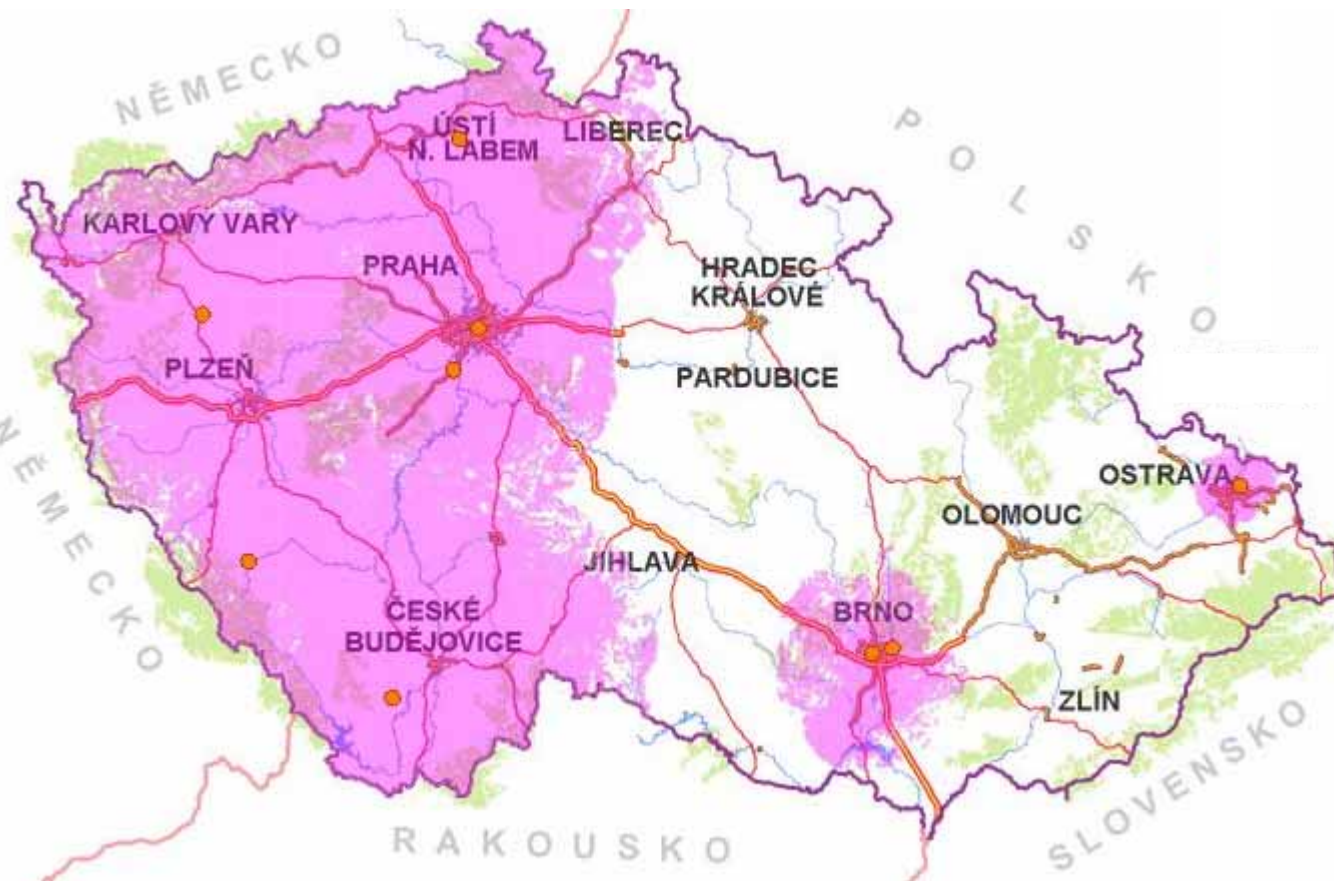 NĚMECKO
ÚSTÍ
N. LABEM
LIBEREC
POLSKO
KARLOVY VARY
PRAHA
HRADEC
KRÁLOVÉ
PLZEŇ
PARDUBICE
NĚMECKO
OSTRAVA
OLOMOUC
JIHLAVA
ČESKÉ
BUDĚJOVICE
BRNO
ZLÍN
SLOVENSKO
RAKOUSKO